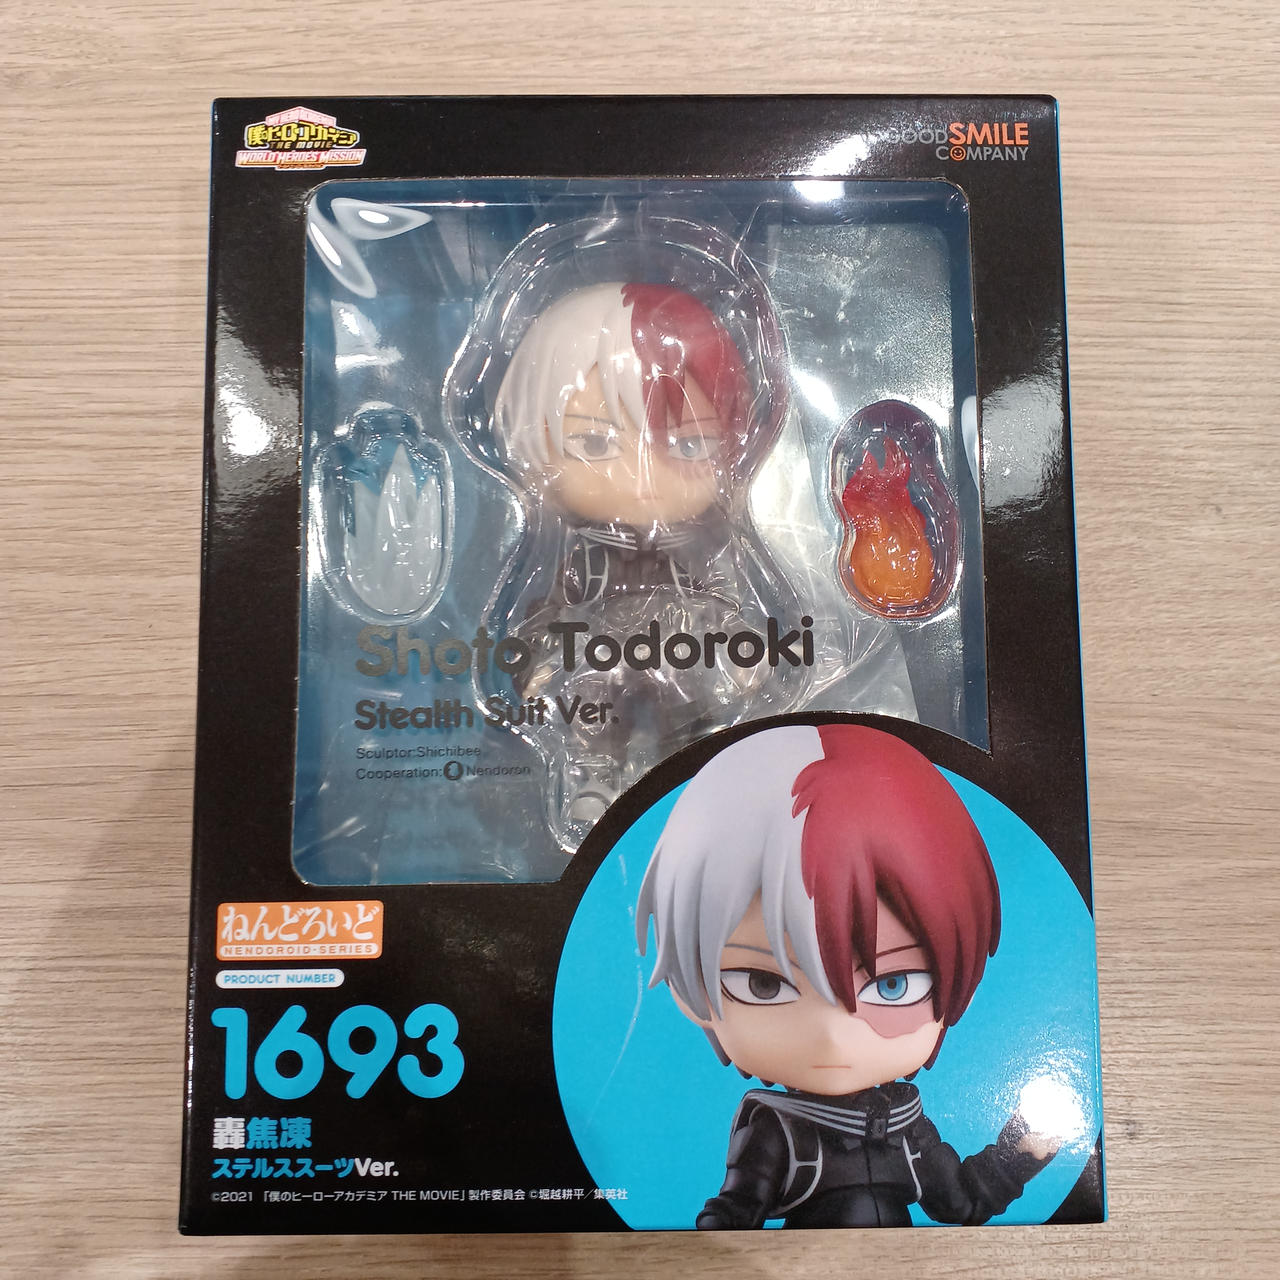 MY HERO ACADEMIA
僕のヒーローアカデミア
THE MOVIE
WORLD HEROES' MISSION
GOOD SMILE
COMPANY
Shoto Todoroki
Stealth Suit Ver.
Sculptor:Shichibee
Cooperation: Nendoron
ねんどろいど
NENDOROID·SERIES
PRODUCT NUMBER
1693
轟焦凍
ステルススーツVer.
©2021 「僕のヒーローアカデミア THE MOVIE」製作委員会 ©堀越耕平／集英社